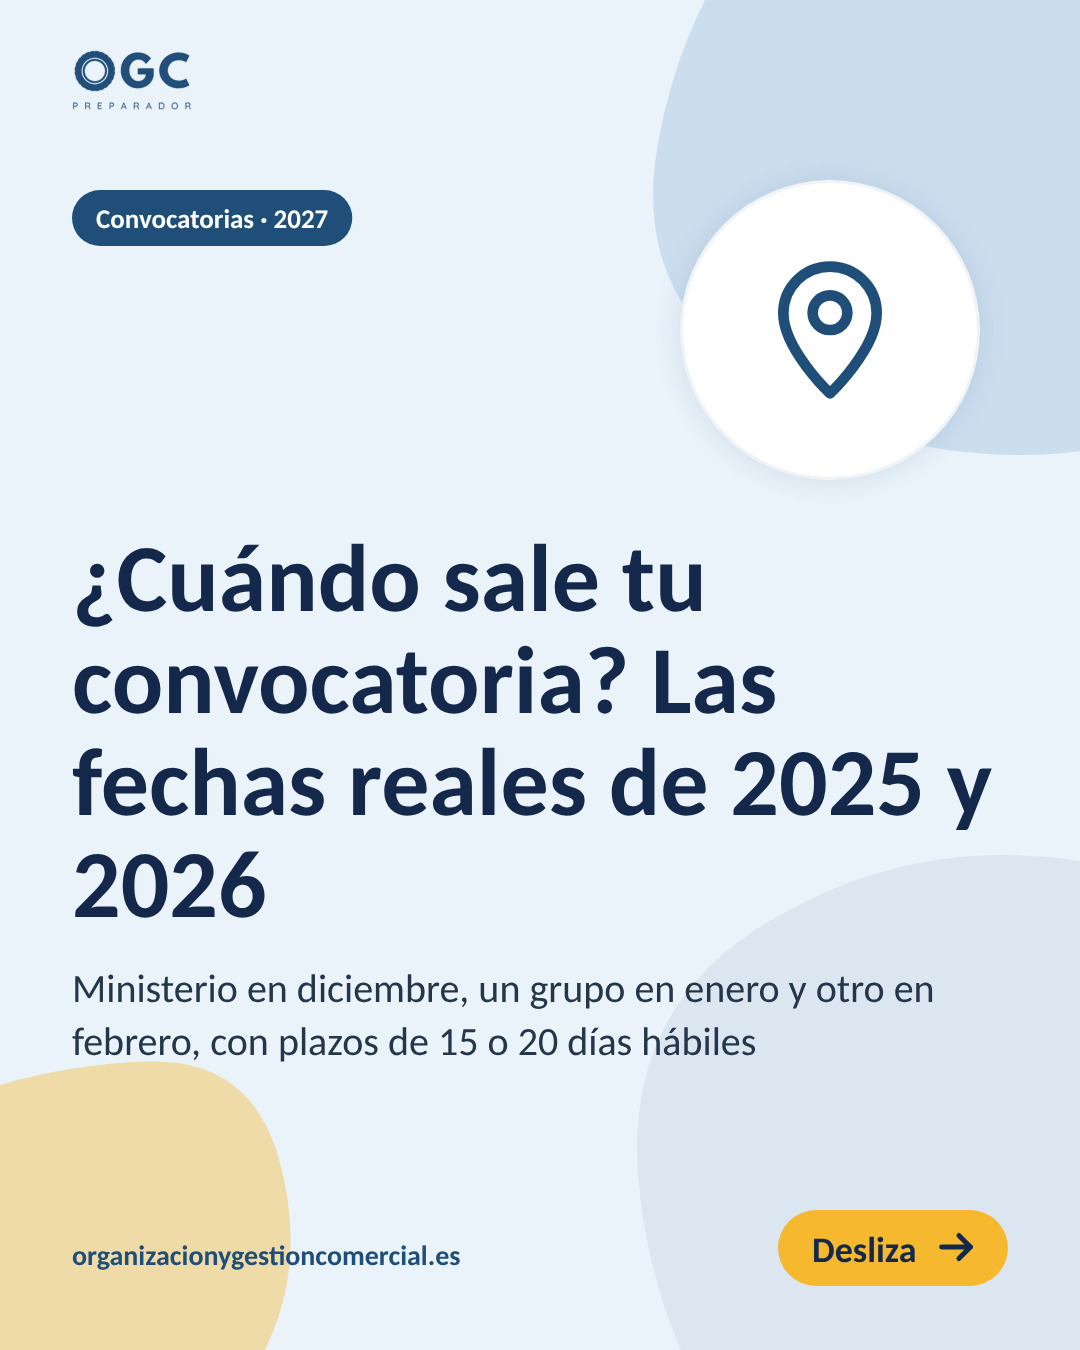 OGC
PREPARADOR
Convocatorias · 2027
¿Cuándo sale tu
convocatoria? Las
fechas reales de 2025 y
2026
Ministerio en diciembre, un grupo en enero y otro en
febrero, con plazos de 15 o 20 días hábiles
organizacionygestioncomercial.es
Desliza